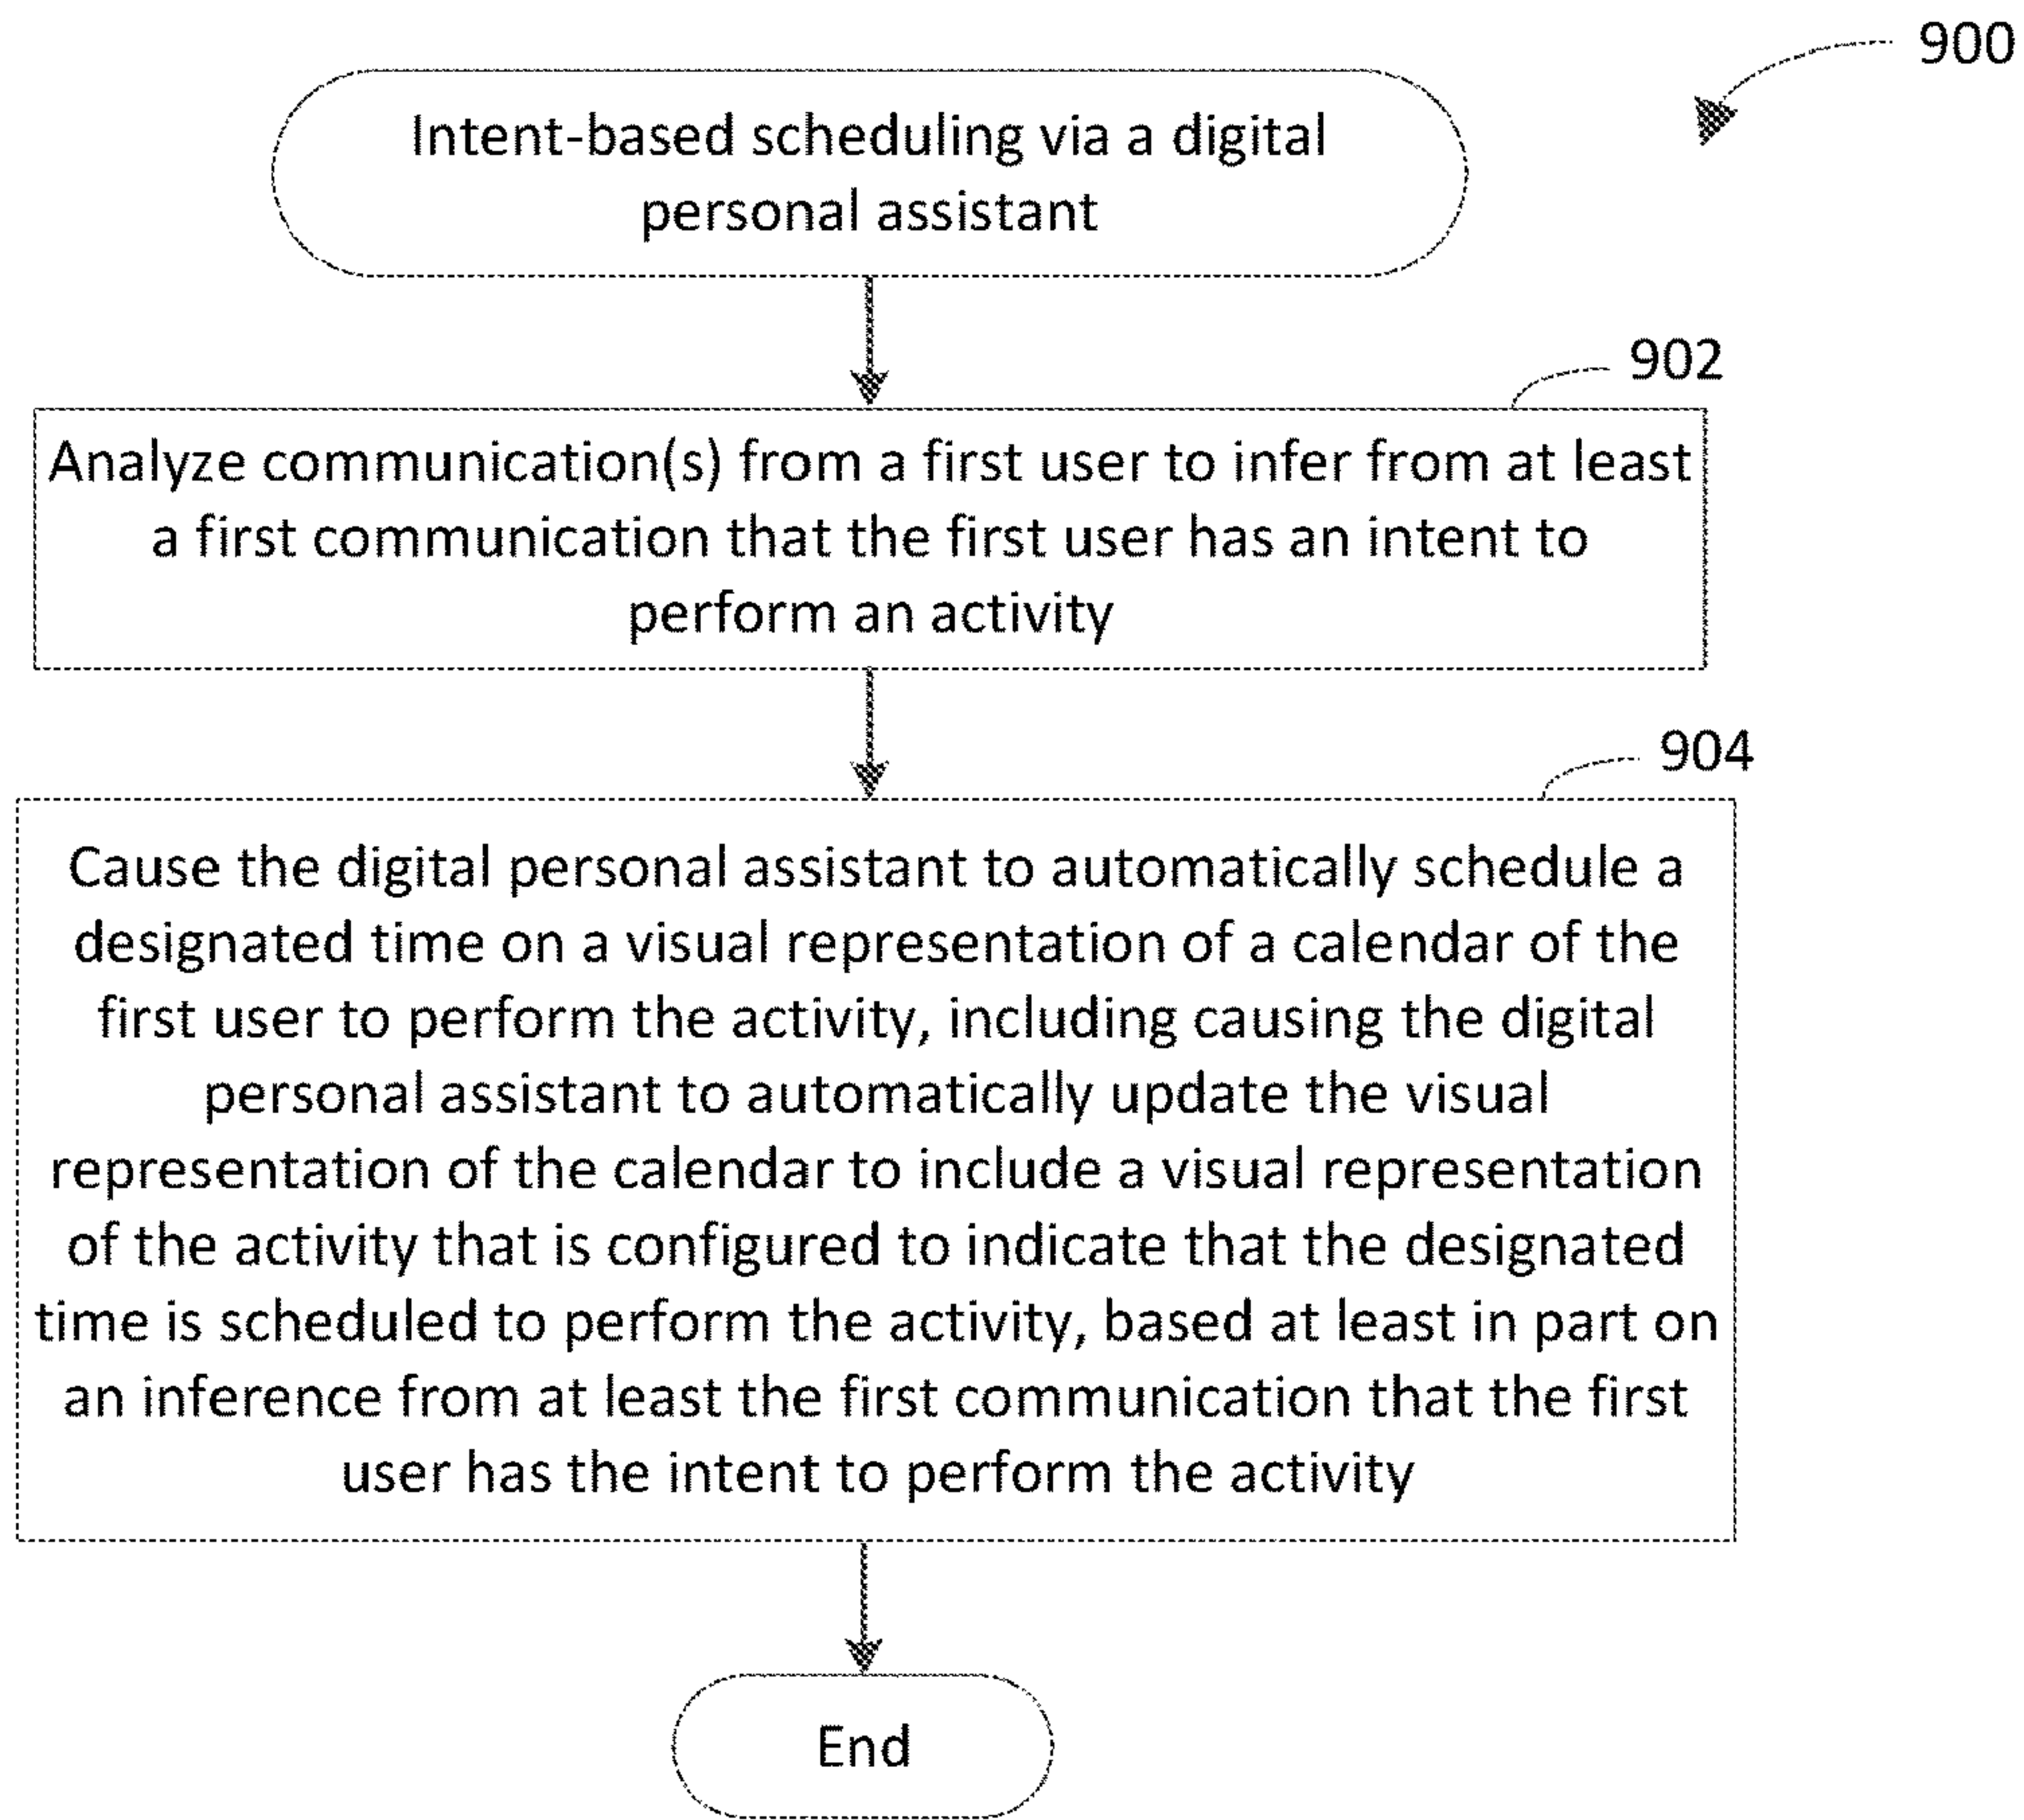 900
Intent-based scheduling via a digital
personal assistant
902
Analyze communication(s) from a first user to infer from at least
a first communication that the first user has an intent to
perform an activity
904
Cause the digital personal assistant to automatically schedule a
designated time on a visual representation of a calendar of the
first user to perform the activity, including causing the digital
personal assistant to automatically update the visual
representation of the calendar to include a visual representation
of the activity that is configured to indicate that the designated
time is scheduled to perform the activity, based at least in part on
an inference from at least the first communication that the first
user has the intent to perform the activity
End